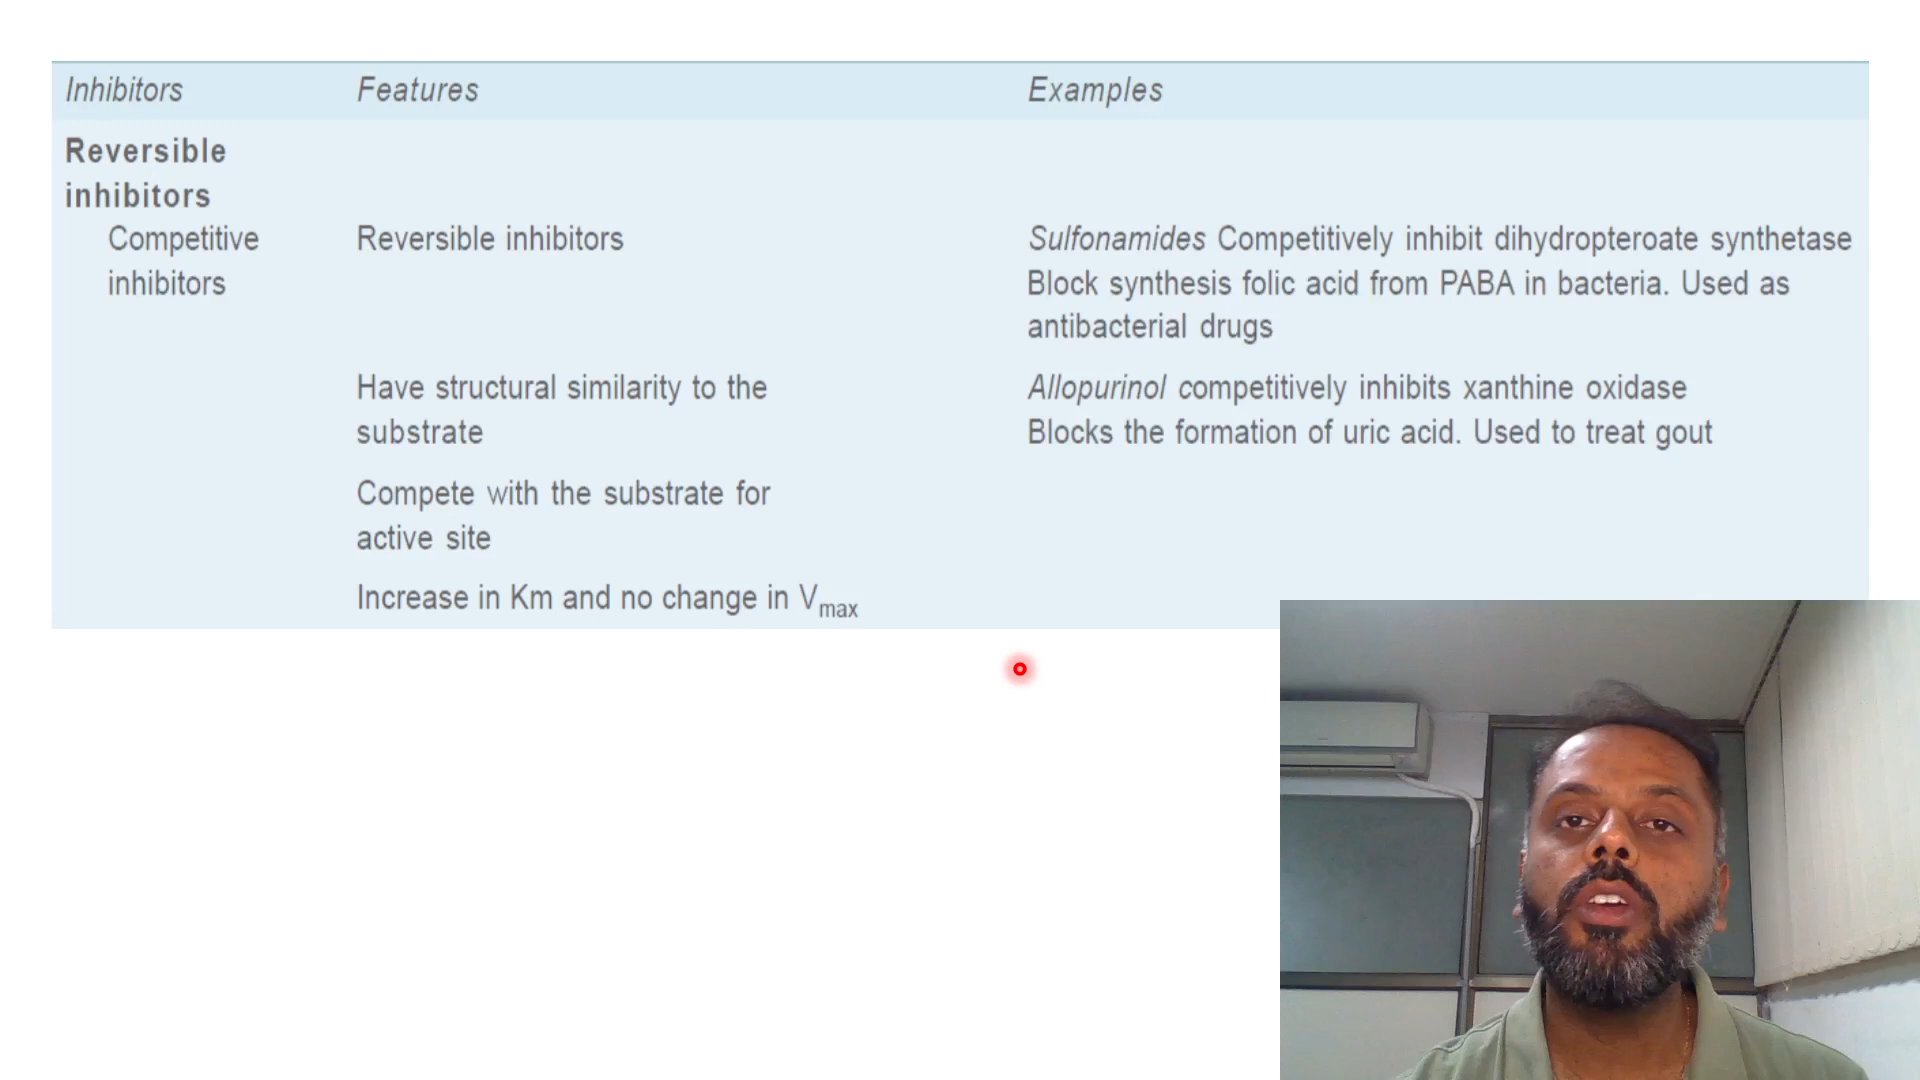 Inhibitors Features Examples
Reversible
inhibitors
Competitive
inhibitors
Reversible inhibitors
Have structural similarity to the
substrate
Compete with the substrate for
active site
Increase in Km and no change in Vmax
Sulfonamides Competitively inhibit dihydropteroate synthetase
Block synthesis folic acid from PABA in bacteria. Used as
antibacterial drugs
Allopurinol competitively inhibits xanthine oxidase
Blocks the formation of uric acid. Used to treat gout